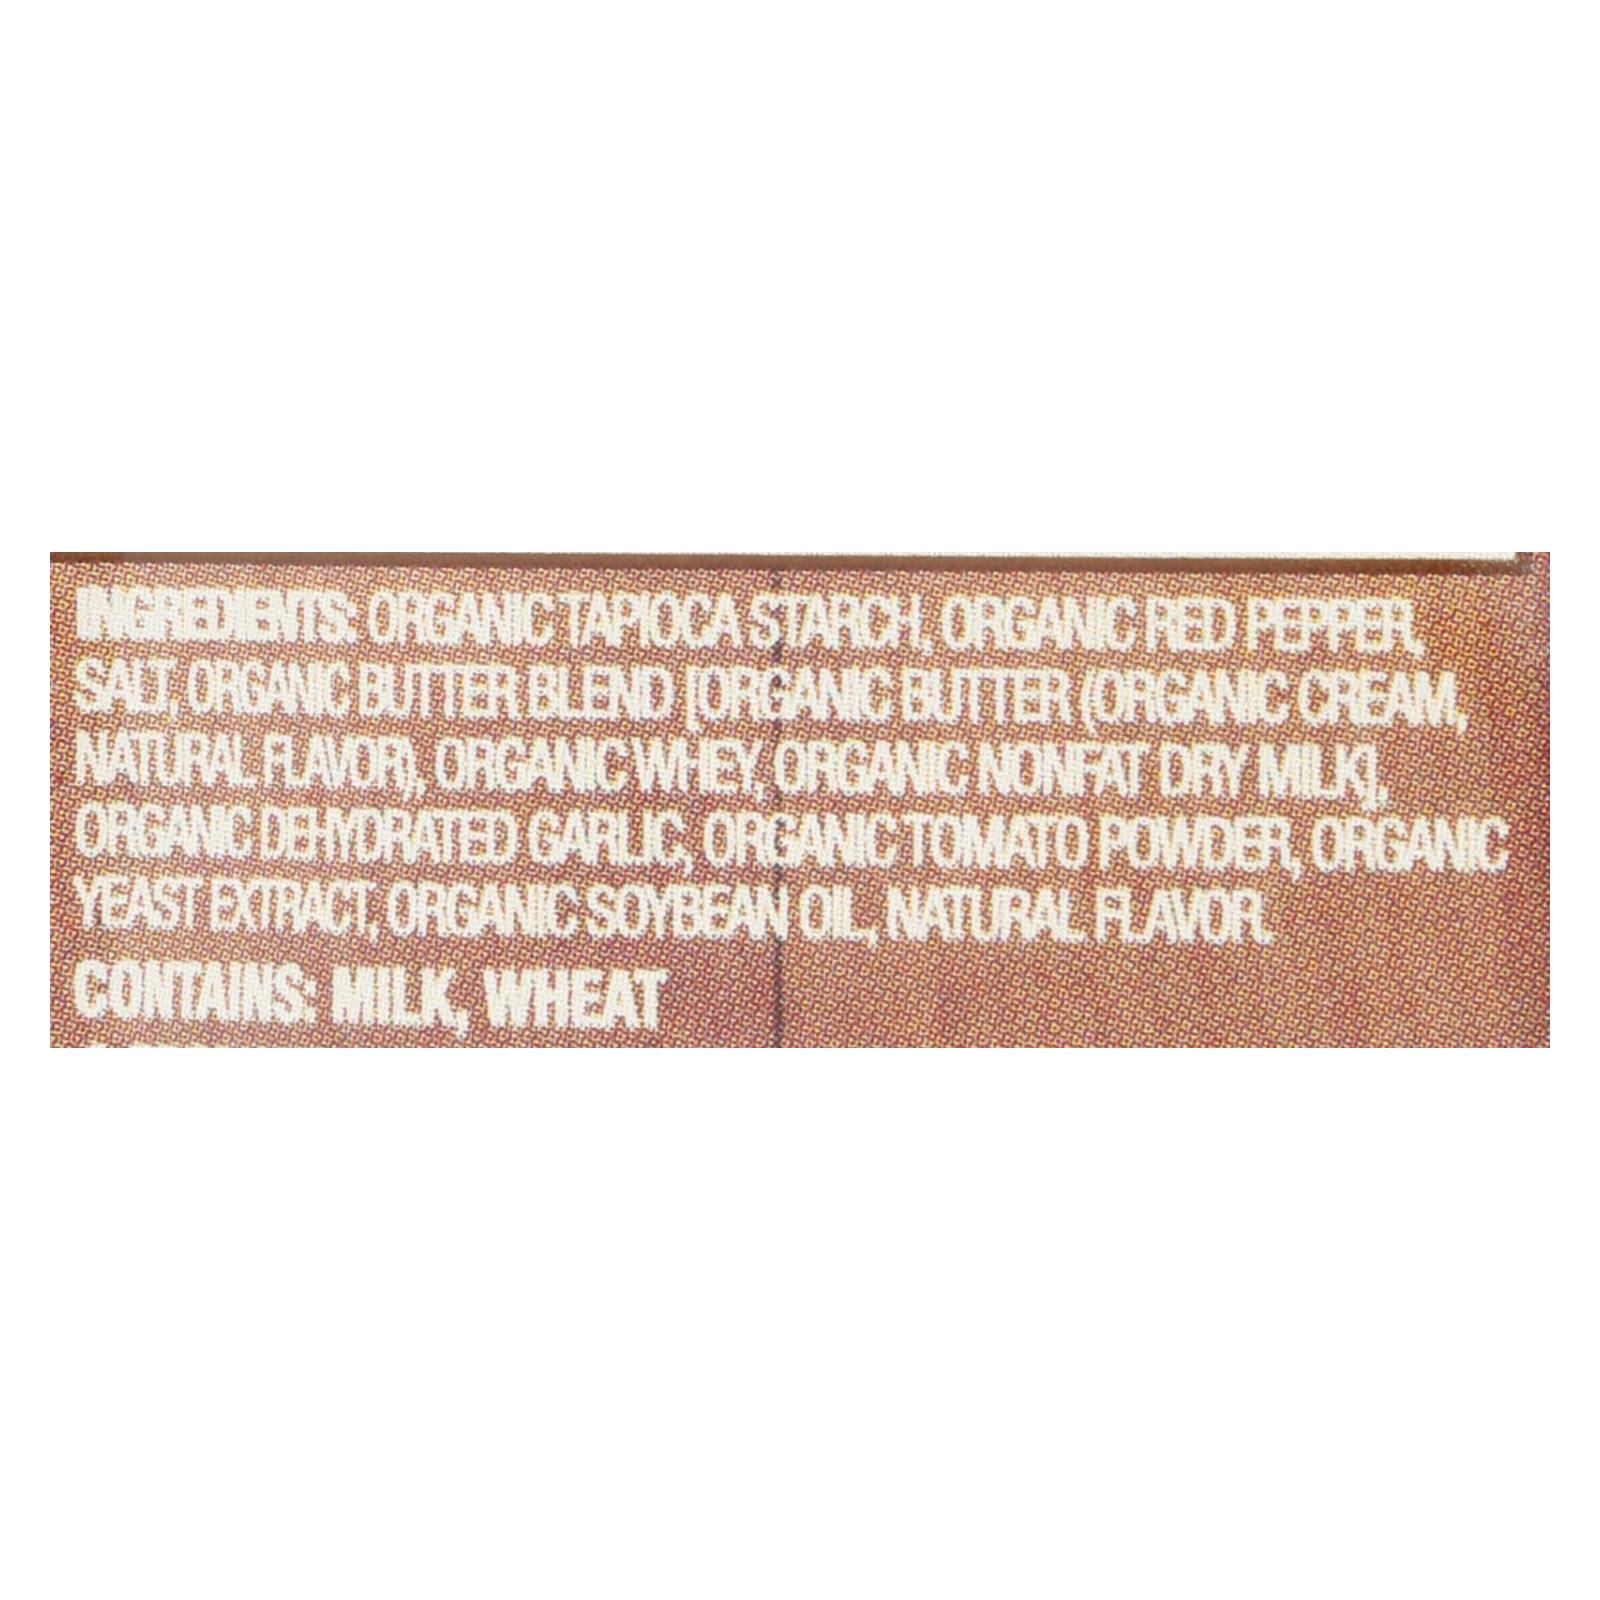 INGREDIENTS: ORGANIC TAPIOCA STARCH, ORGANIC RED PEPPER,
SALT, ORGANIC BUTTER BLEND [ORGANIC BUTTER (ORGANIC CREAM,
NATURAL FLAVOR), ORGANIC WHEY, ORGANIC NONFAT DRY MILK],
ORGANIC DEHYDRATED GARLIC, ORGANIC TOMATO POWDER, ORGANIC
YEAST EXTRACT, ORGANIC SOYBEAN OIL, NATURAL FLAVOR.
CONTAINS: MILK, WHEAT